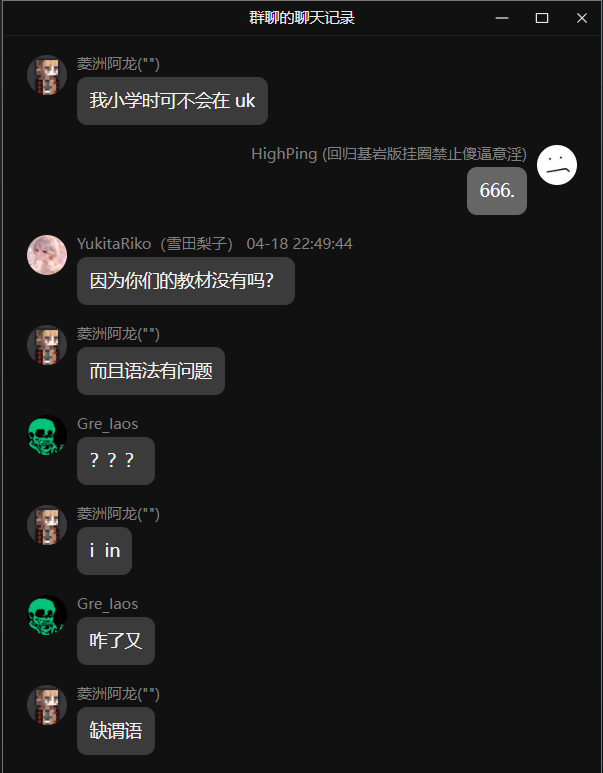 群聊的聊天记录
菱洲阿龙("")
我小学时可不会在 uk
HighPing (回归基岩版挂圈禁止傻逼意淫)
666.
YukitaRiko（雪田梨子） 04-18 22:49:44
因为你们的教材没有吗？
菱洲阿龙("")
而且语法有问题
Gre_laos
？？？
菱洲阿龙("")
i in
Gre_laos
咋了又
菱洲阿龙("")
缺谓语